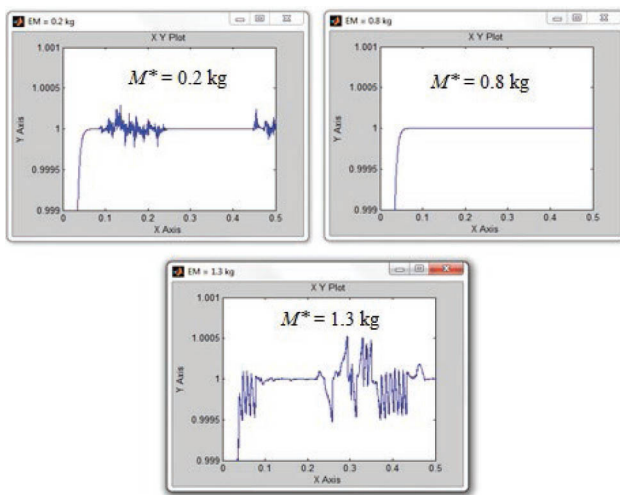 EM = 0.2 kg
X Y Plot
M* = 0.2 kg
Y Axis
1.001
1.0005
1
0.9995
0.999
0
0.1
0.2
0.3
0.4
0.5
X Axis
EM = 0.8 kg
X Y Plot
M* = 0.8 kg
Y Axis
1.001
1.0005
1
0.9995
0.999
0
0.1
0.2
0.3
0.4
0.5
X Axis
EM = 1.3 kg
X Y Plot
M* = 1.3 kg
Y Axis
1.001
1.0005
1
0.9995
0.999
0
0.1
0.2
0.3
0.4
0.5
X Axis